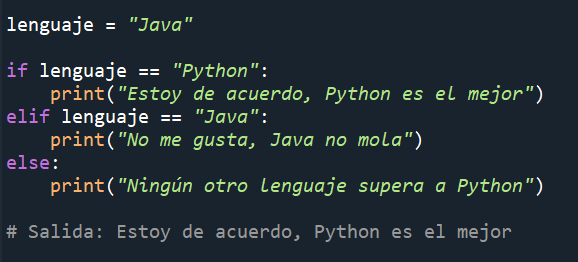 lenguaje = "Java"
if lenguaje == "Python":
    print("Estoy de acuerdo, Python es el mejor")
elif lenguaje == "Java":
    print("No me gusta, Java no mola")
else:
    print("Ningún otro lenguaje supera a Python")
# Salida: Estoy de acuerdo, Python es el mejor